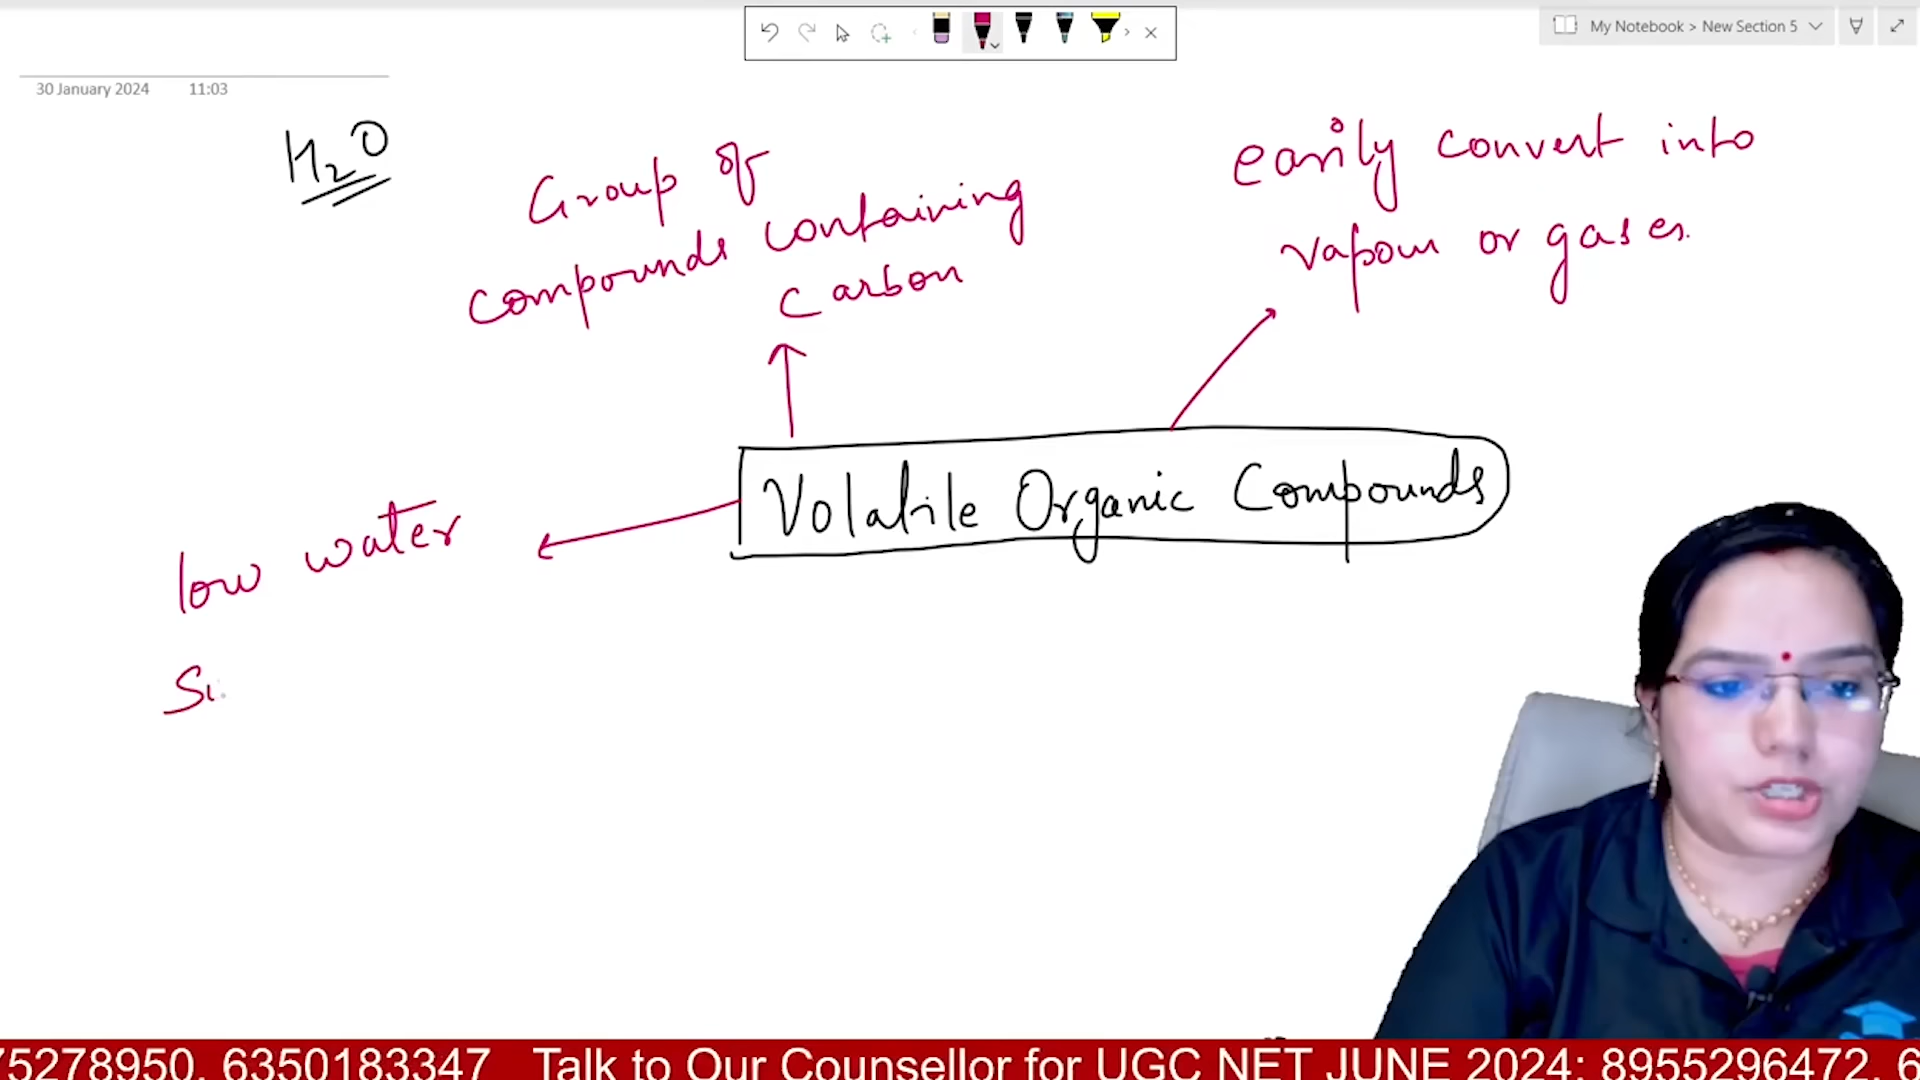 My Notebook > New Section 5
30 January 2024 11:03
H2O
Group of
compounds containing
carbon
easily convert into
vapour or gases.
Volatile Organic Compounds
low water
75278950, 6350183347 Talk to Our Counsellor for UGC NET JUNE 2024: 8955296472, 6